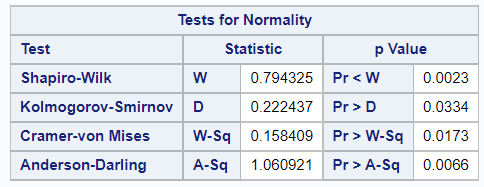 Tests for Normality
Test Statistic p Value
Shapiro-Wilk W 0.794325 Pr < W 0.0023
Kolmogorov-Smirnov D 0.222437 Pr > D 0.0334
Cramer-von Mises W-Sq 0.158409 Pr > W-Sq 0.0173
Anderson-Darling A-Sq 1.060921 Pr > A-Sq 0.0066